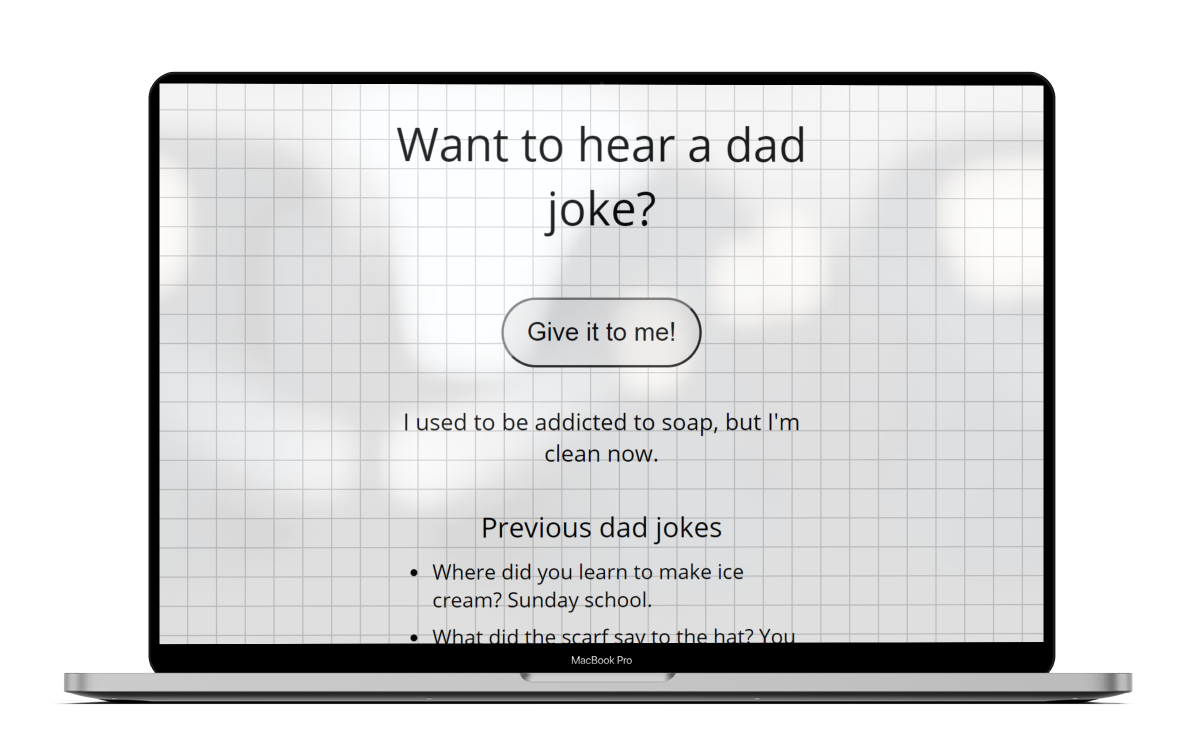 Want to hear a dad
joke?
Give it to me!
I used to be addicted to soap, but I'm
clean now.
Previous dad jokes
• Where did you learn to make ice
cream? Sunday school.
• What did the scarf say to the hat? You
MacBook Pro